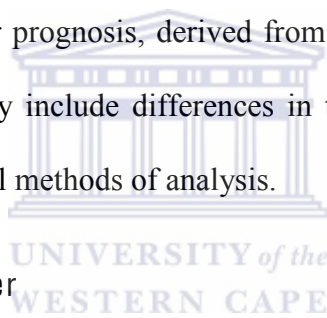 r prognosis, derived from
y include differences in t
l methods of analysis.
UNIVERSITY of the
er
WESTERN CAPE